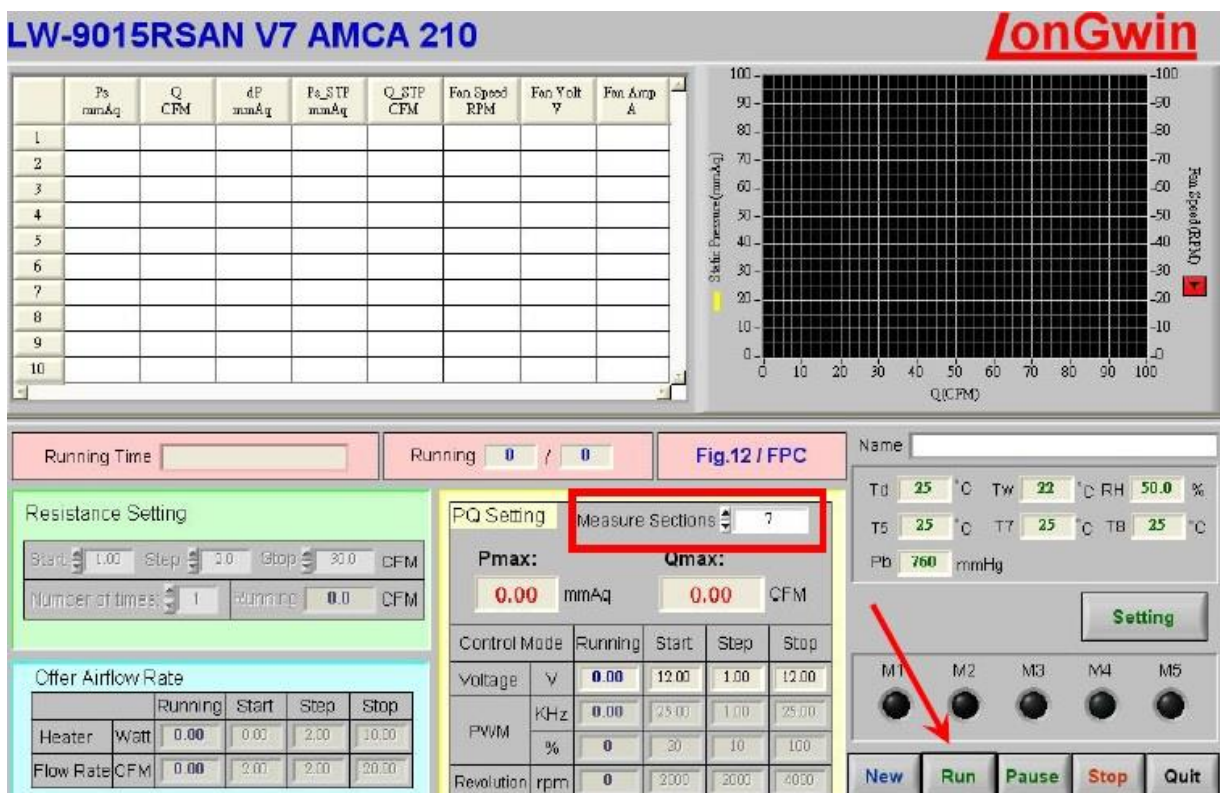 LW-9015RSAN V7 AMCA 210
LonGwin
Ps mmAq
Q CFM
dP mmAq
Ps_STP mmAq
Q_STP CFM
Fan Speed RPM
Fan Volt V
Fan Amp A
1
2
3
4
5
6
7
8
9
10
Static Pressure(mmAq)
100
90
80
70
60
50
40
30
20
10
0
0 10 20 30 40 50 60 70 80 90 100
Q(CFM)
100
90
80
70
60
50
40
30
20
10
0
Fan Speed(RPM)
Running Time
Running 0 / 0
Fig.12 / FPC
Name
Resistance Setting
Start 1.00 Step Stop 30.0 CFM
Number of times: 1 Running 0.0 CFM
Offer Airflow Rate
Running Start Step Stop
Heater Watt 0.00 0.00 2.00 10.00
Flow Rate CFM 0.00 2.00 2.00 20.00
PQ Setting Measure Sections 7
Pmax: Qmax:
0.00 mmAq 0.00 CFM
Control Mode Running Start Step Stop
Voltage V 0.00 12.00 1.00 12.00
PWM KHz 0.00 25.00 1.00 25.00
% 0 20 10 100
Revolution rpm 0 2000 2000 4000
Td 25 °C Tw 22 °C RH 50.0 %
T5 25 °C T7 25 °C T8 25 °C
Pb 760 mmHg
Setting
M1 M2 M3 M4 M5
New Run Pause Stop Quit